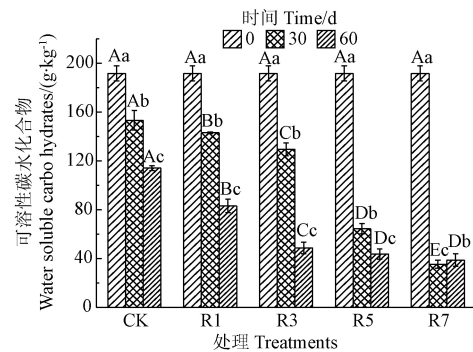 时间 Time/d
0 30 60
可溶性碳水化合物
Water soluble carbo hydrates/(g·kg⁻¹)
200
160
120
80
40
0
Aa Ab Ac
Aa Bb Bc
Aa Cb Cc
Aa Db Dc
Aa Ec Db
CK R1 R3 R5 R7
处理 Treatments